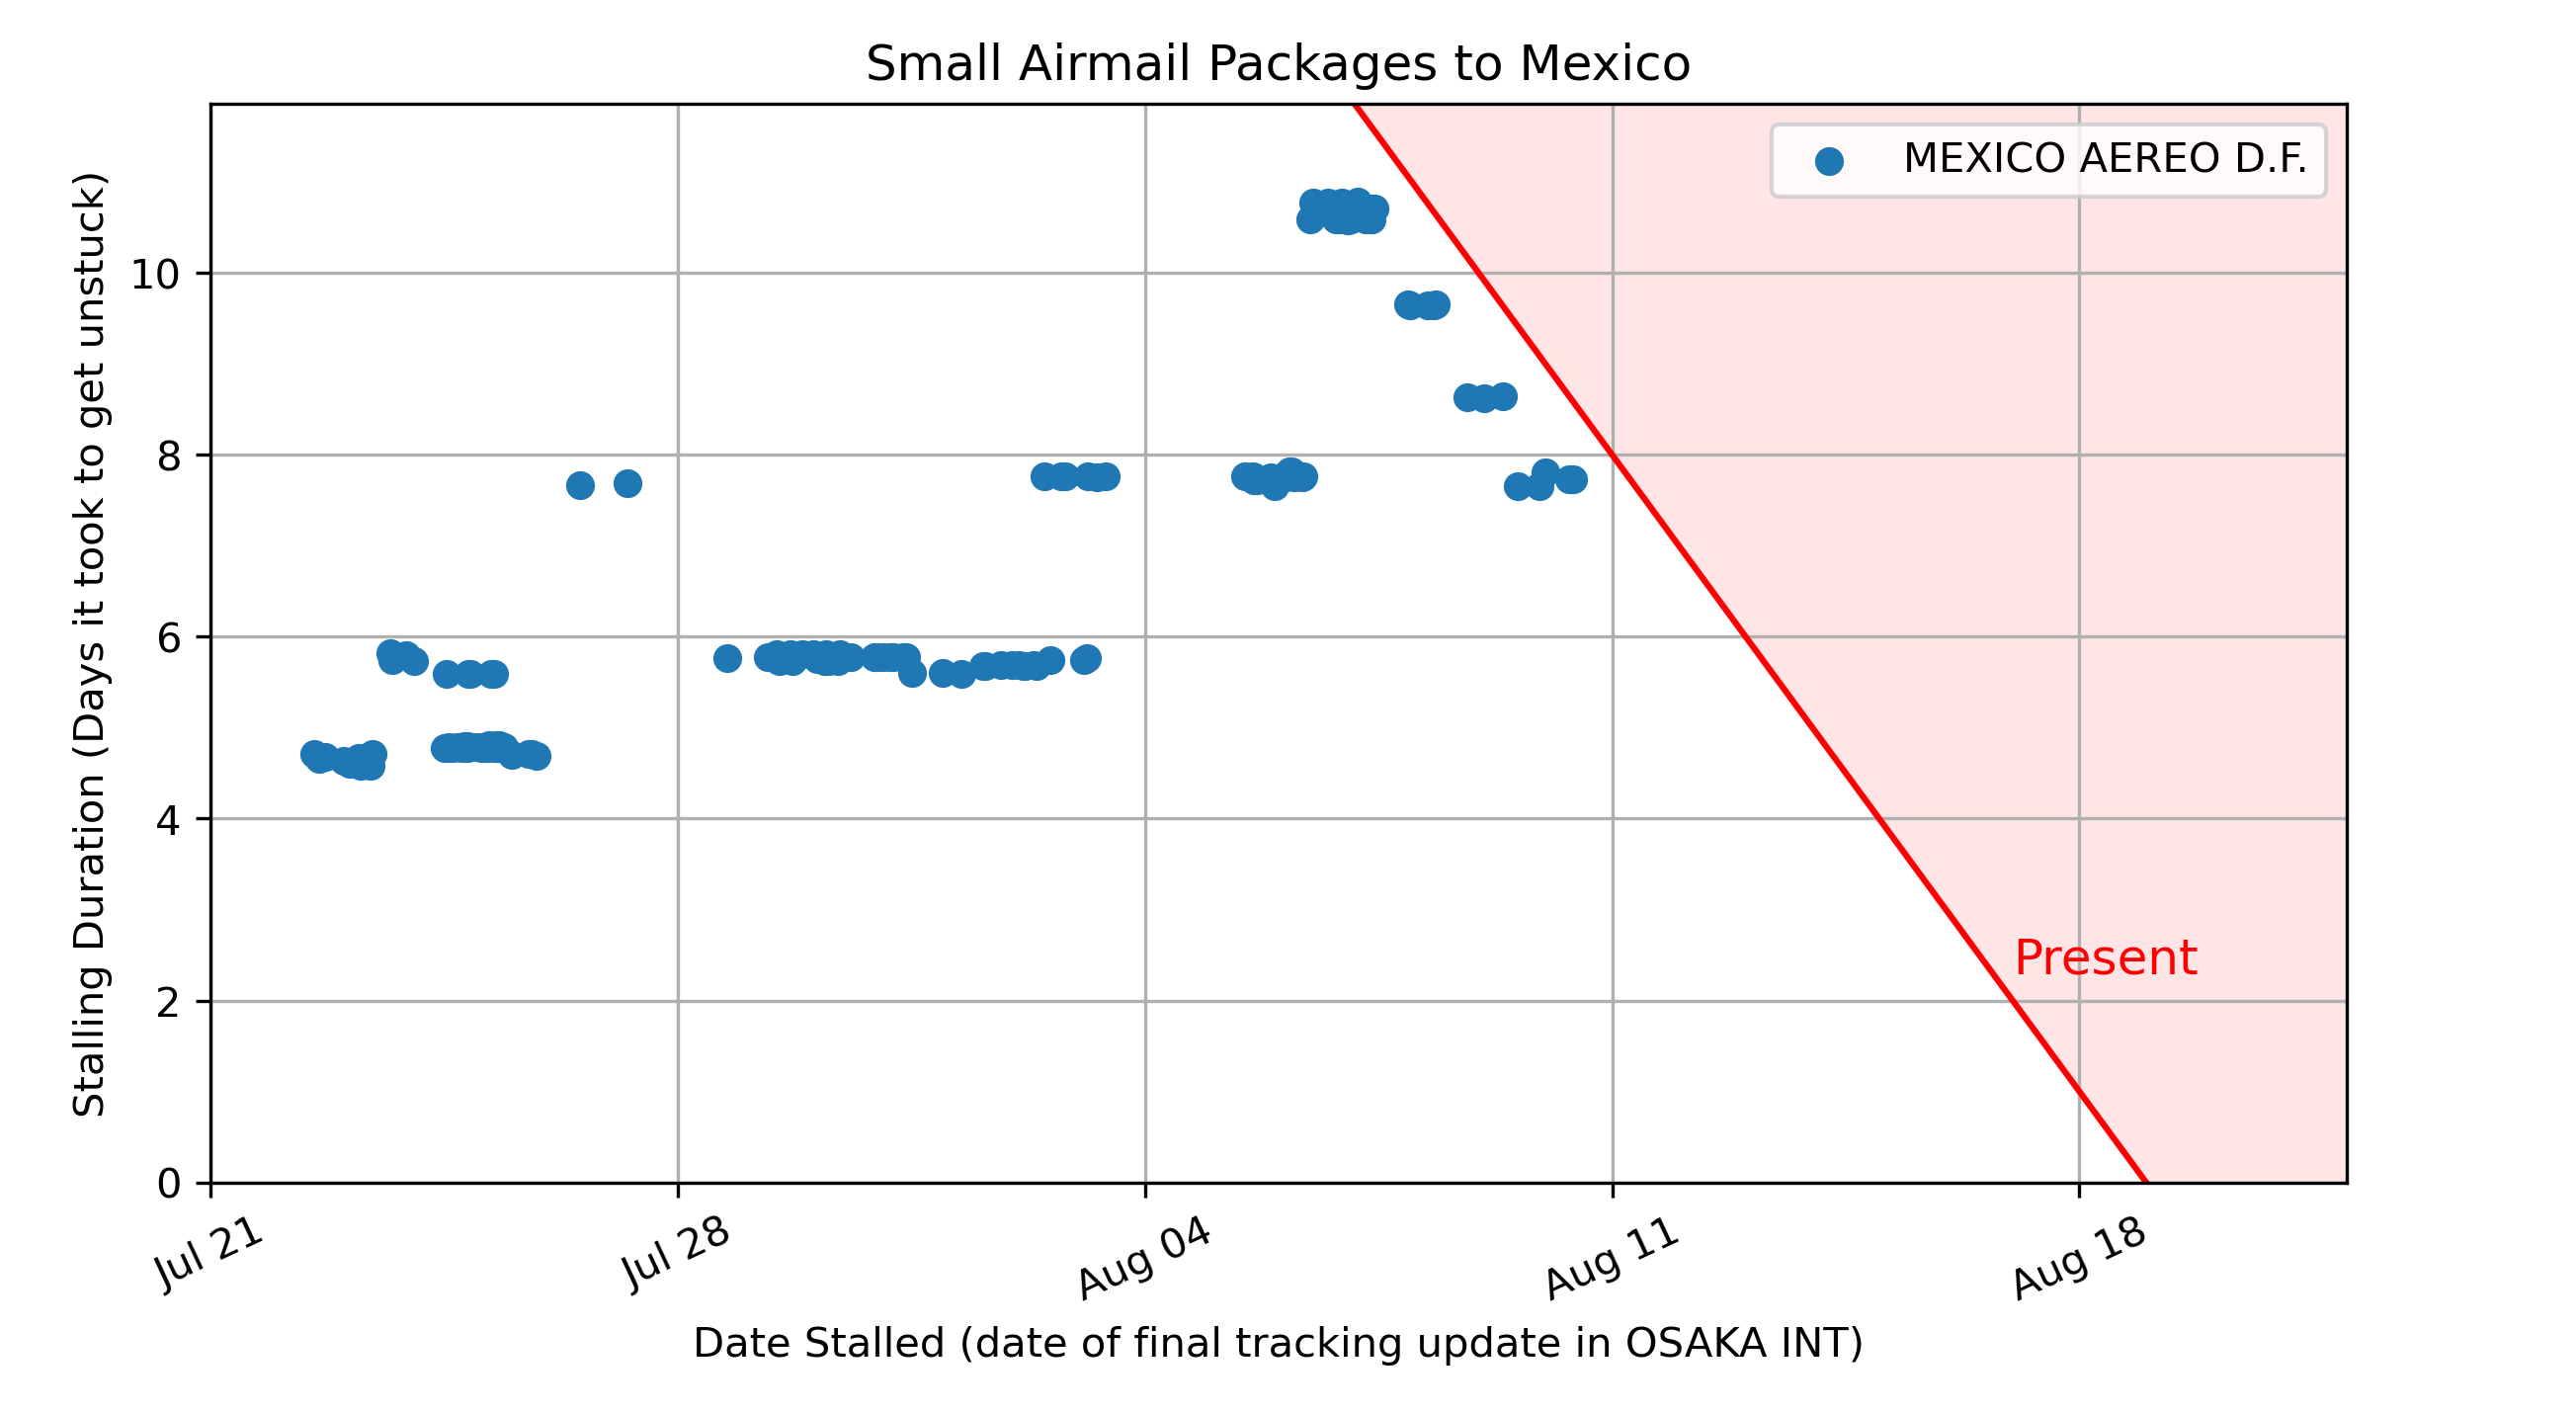 Small Airmail Packages to Mexico
MEXICO AEREO D.F.
Stalling Duration (Days it took to get unstuck)
10
8
6
4
2
0
Present
Jul 21
Jul 28
Aug 04
Aug 11
Aug 18
Date Stalled (date of final tracking update in OSAKA INT)